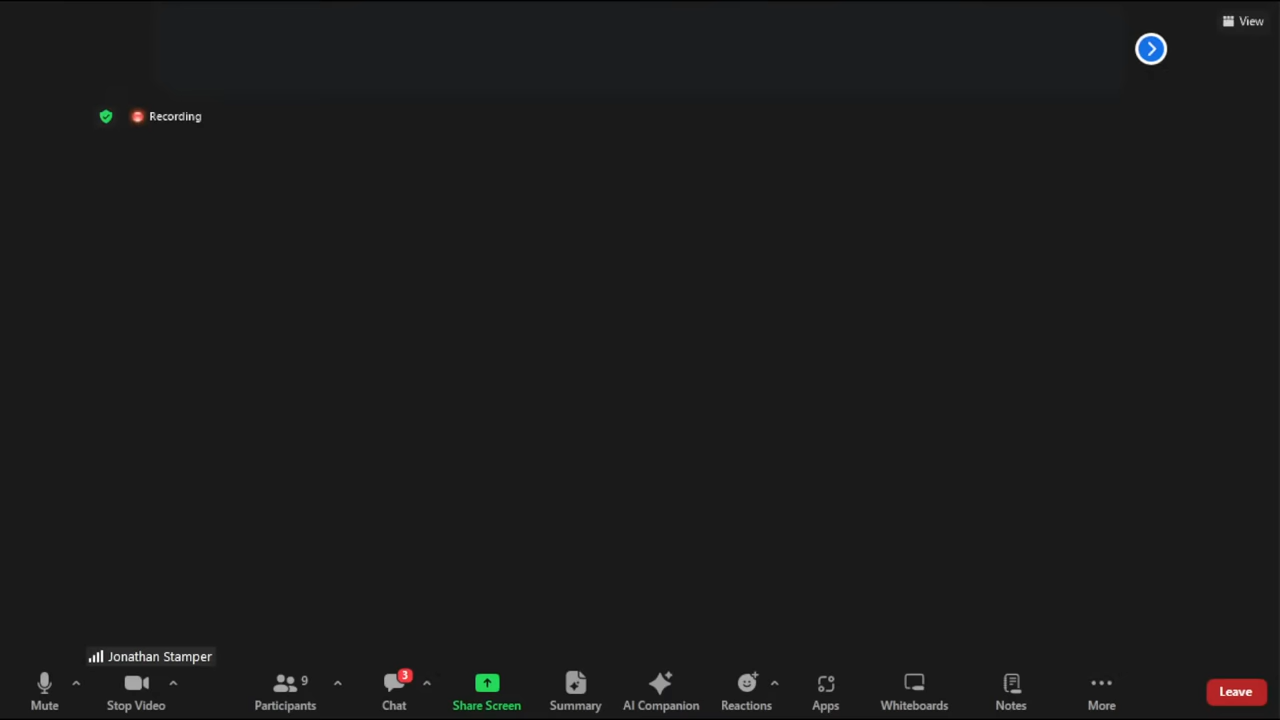 View
Recording
Jonathan Stamper
9
3
Mute
Stop Video
Participants
Chat
Share Screen
Summary
AI Companion
Reactions
Apps
Whiteboards
Notes
More
Leave